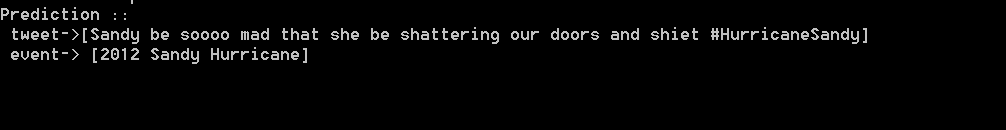 Prediction ::
tweet->[Sandy be soooo mad that she be shattering our doors and shiet #HurricaneSandy]
event-> [2012 Sandy Hurricane]